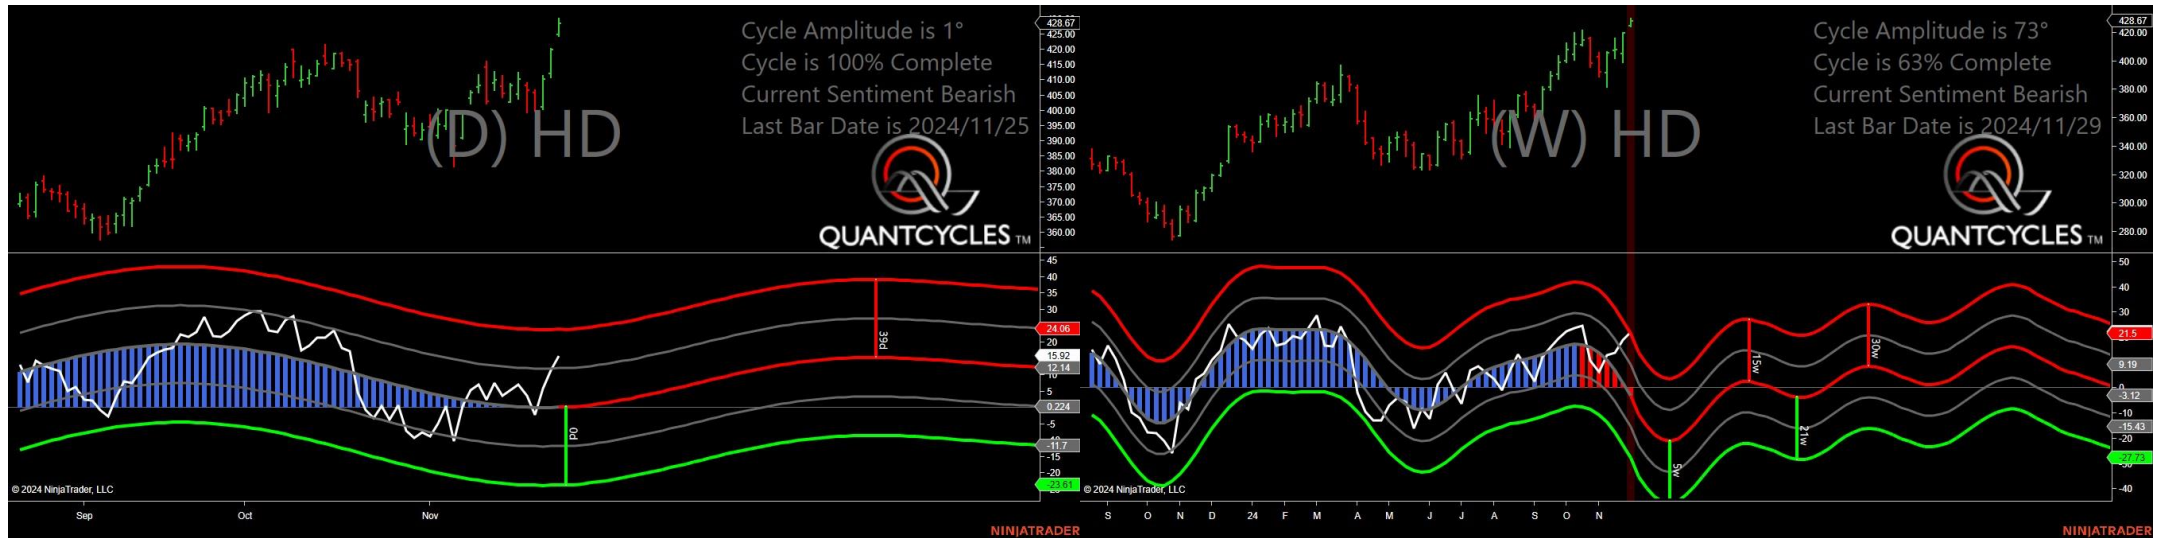 Cycle Amplitude is 1°
Cycle is 100% Complete
Current Sentiment Bearish
Last Bar Date is 2024/11/25
(D) HD
QUANTCYCLES TM
428.67
425.00
420.00
415.00
410.00
405.00
400.00
395.00
390.00
385.00
380.00
375.00
370.00
365.00
360.00
45
40
35
30
24.06
20
15.92
12.14
5
0.224
-5
-11.7
-15
-20
-23.61
39d
0d
© 2024 NinjaTrader, LLC
Sep Oct Nov
NINJATRADER
Cycle Amplitude is 73°
Cycle is 63% Complete
Current Sentiment Bearish
Last Bar Date is 2024/11/29
(W) HD
QUANTCYCLES TM
428.67
420.00
400.00
380.00
360.00
340.00
320.00
300.00
280.00
50
40
30
21.5
9.19
0
-3.12
-10
-15.43
-20
-27.73
-40
5w
15w
21w
30w
© 2024 NinjaTrader, LLC
S O N D 24 F M A M J J A S O N
NINJATRADER